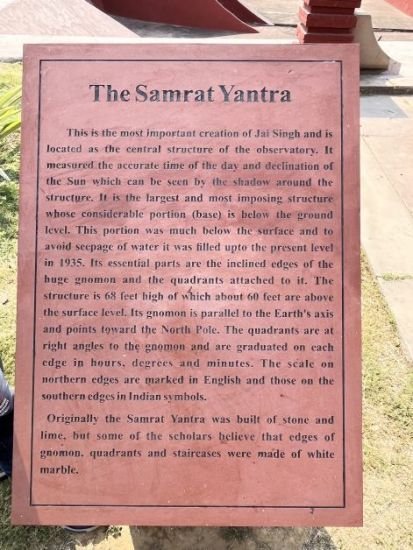 The Samrat Yantra
This is the most important creation of Jai Singh and is
located as the central structure of the observatory. It
measured the accurate time of the day and declination of
the Sun which can be seen by the shadow around the
structure. It is the largest and most imposing structure
whose considerable portion (base) is below the ground
level. This portion was much below the surface and to
avoid seepage of water it was filled upto the present level
in 1935. Its essential parts are the inclined edges of the
huge gnomon and the quadrants attached to it. The
structure is 68 feet high of which about 60 feet are above
the surface level. Its gnomon is parallel to the Earth's axis
and points toward the North Pole. The quadrants are at
right angles to the gnomon and are graduated on each
edge in hours, degrees and minutes. The scale on
northern edges are marked in English and those on the
southern edges in Indian symbols.
Originally the Samrat Yantra was built of stone and
lime, but some of the scholars believe that edges of
gnomon, quadrants and staircases were made of white
marble.